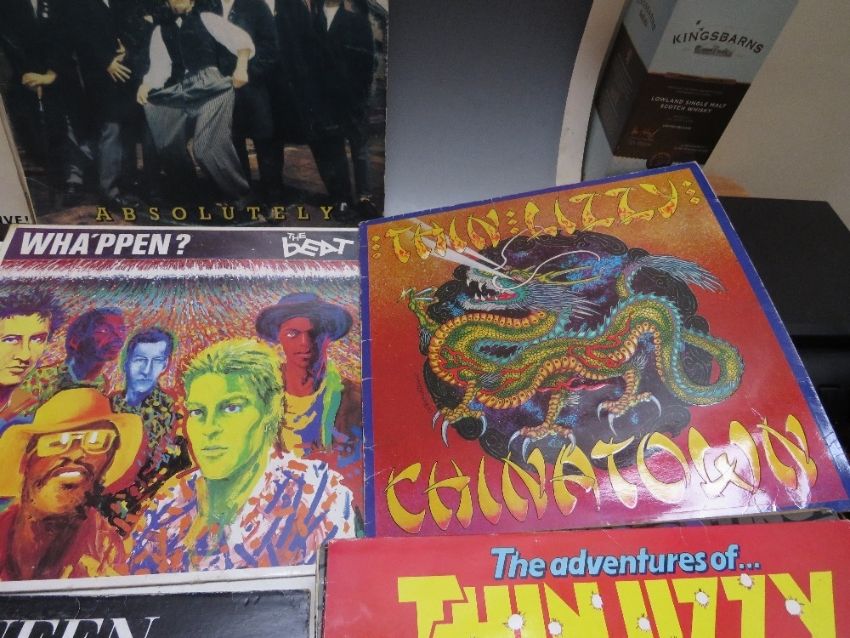 KINGSBARNS
LOWLAND SINGLE MALT
SCOTCH WHISKY
ABSOLUTELY
WHA'PPEN?
THE
BEAT
THIN LIZZY
CHINATOWN
The adventures of...
THIN LIZZY